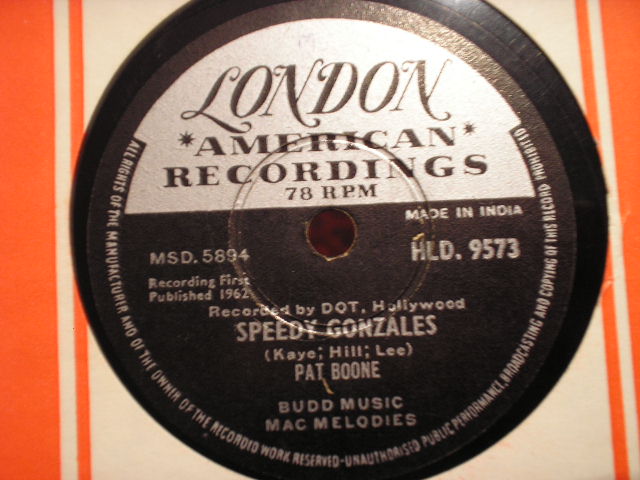 LONDON
*AMERICAN*
RECORDINGS
78 RPM
MADE IN INDIA
MSD. 5894
HLD. 9573
Recording First
Published 1962
Recorded by DOT, Hollywood
SPEEDY GONZALES
(Kaye; Hill; Lee)
PAT BOONE
BUDD MUSIC
MAC MELODIES
ALL RIGHTS OF THE MANUFACTURER AND OF THE OWNER OF THE RECORDED WORK RESERVED-UNAUTHORISED PUBLIC PERFORMANCE, BROADCASTING AND COPYING OF THIS RECORD PROHIBITED